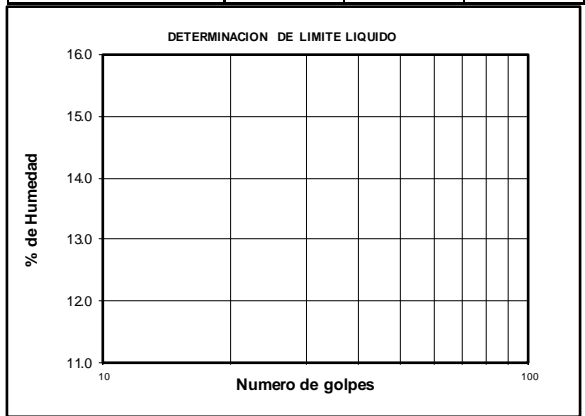 DETERMINACION DE LIMITE LIQUIDO
16.0
15.0
14.0
13.0
12.0
11.0
% de Humedad
10
100
Numero de golpes